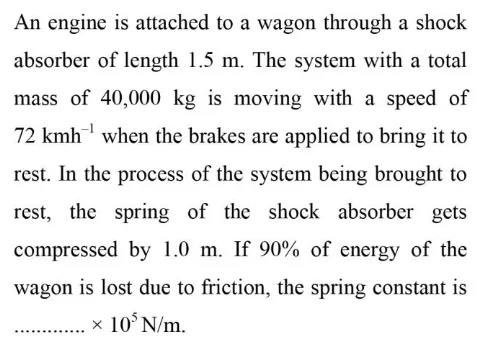 An engine is attached to a wagon through a shock
absorber of length 1.5 m. The system with a total
mass of 40,000 kg is moving with a speed of
72 kmh⁻¹ when the brakes are applied to bring it to
rest. In the process of the system being brought to
rest, the spring of the shock absorber gets
compressed by 1.0 m. If 90% of energy of the
wagon is lost due to friction, the spring constant is
............. × 10⁵ N/m.